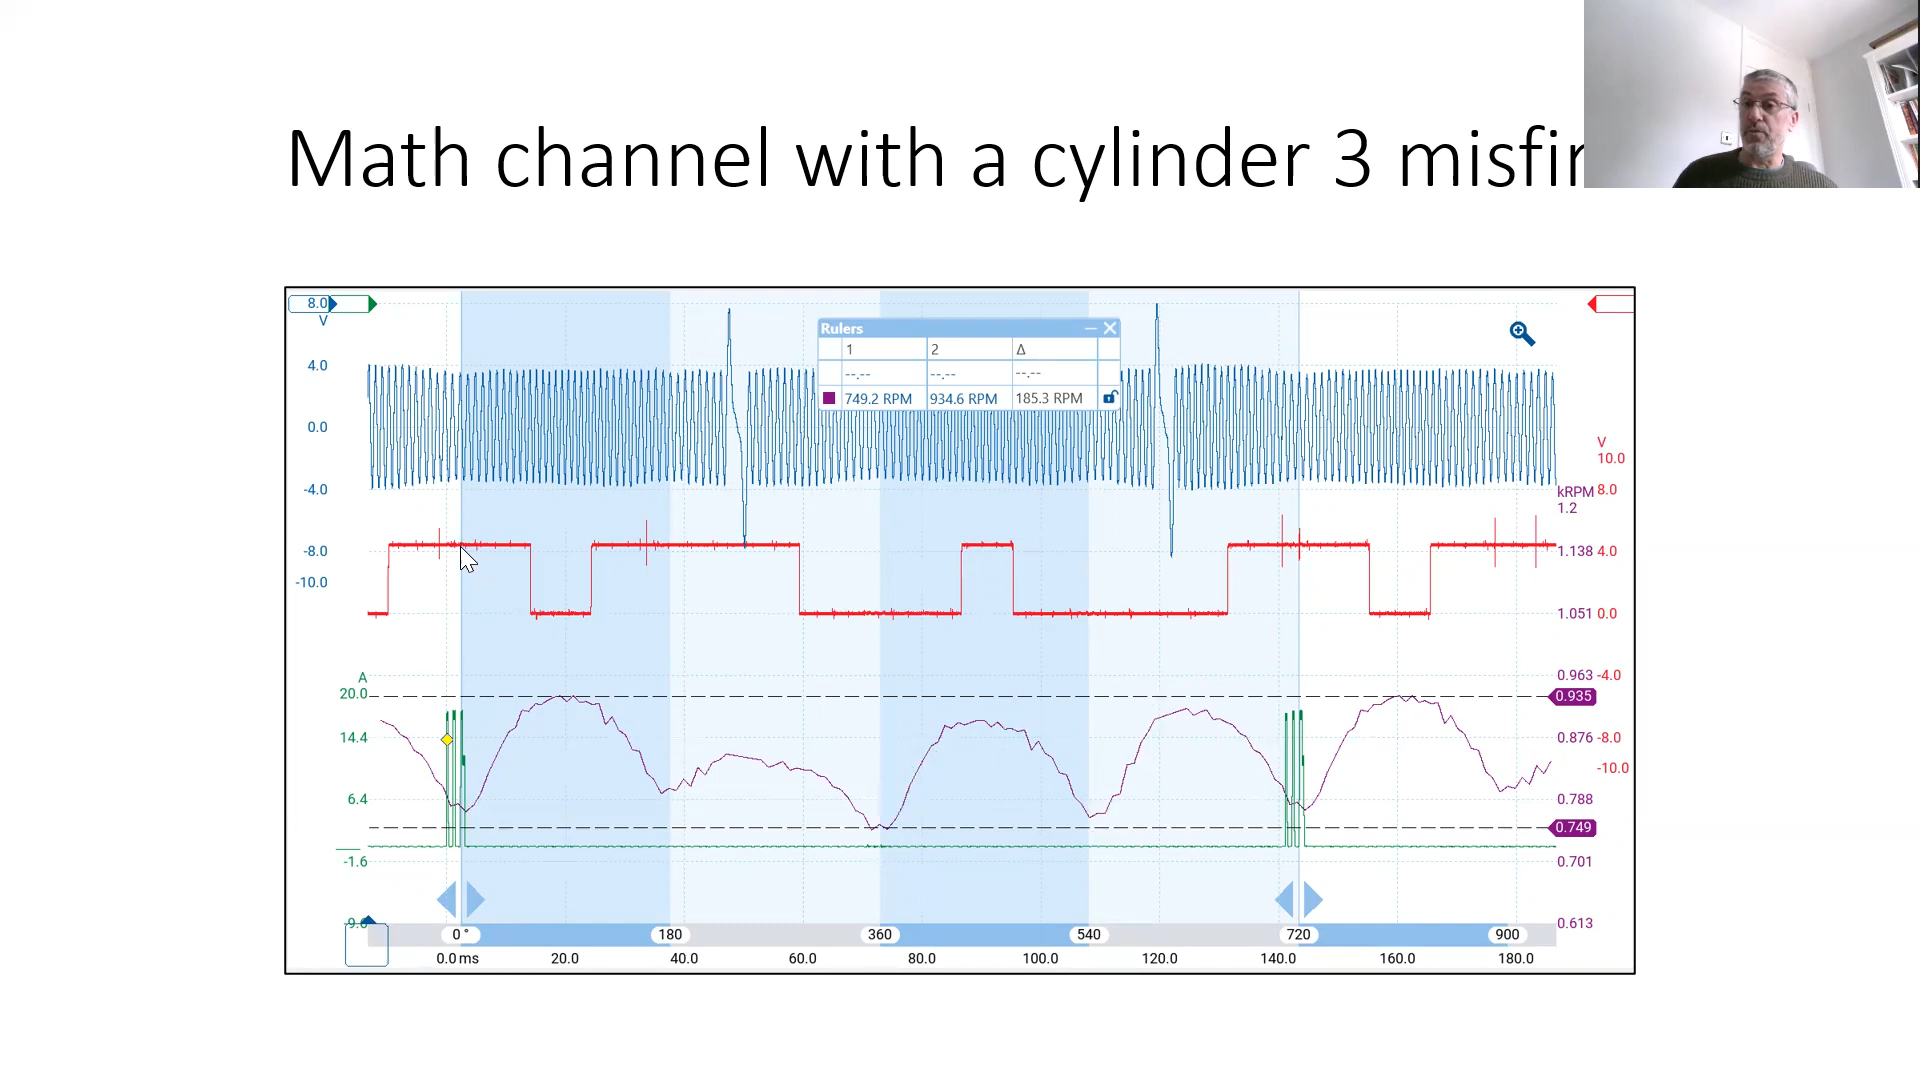 Math channel with a cylinder 3 misfir
8.0
V
4.0
0.0
-4.0
-8.0
-10.0
Rulers
1 2 Δ
--.-- --.-- --.--
749.2 RPM 934.6 RPM 185.3 RPM
V
10.0
kRPM 8.0
1.2
1.138 4.0
1.051 0.0
0.963 -4.0
0.935
0.876 -8.0
-10.0
0.788
0.749
0.701
0.613
A
20.0
14.4
6.4
-1.6
-9.6
0 ° 180 360 540 720 900
0.0 ms 20.0 40.0 60.0 80.0 100.0 120.0 140.0 160.0 180.0